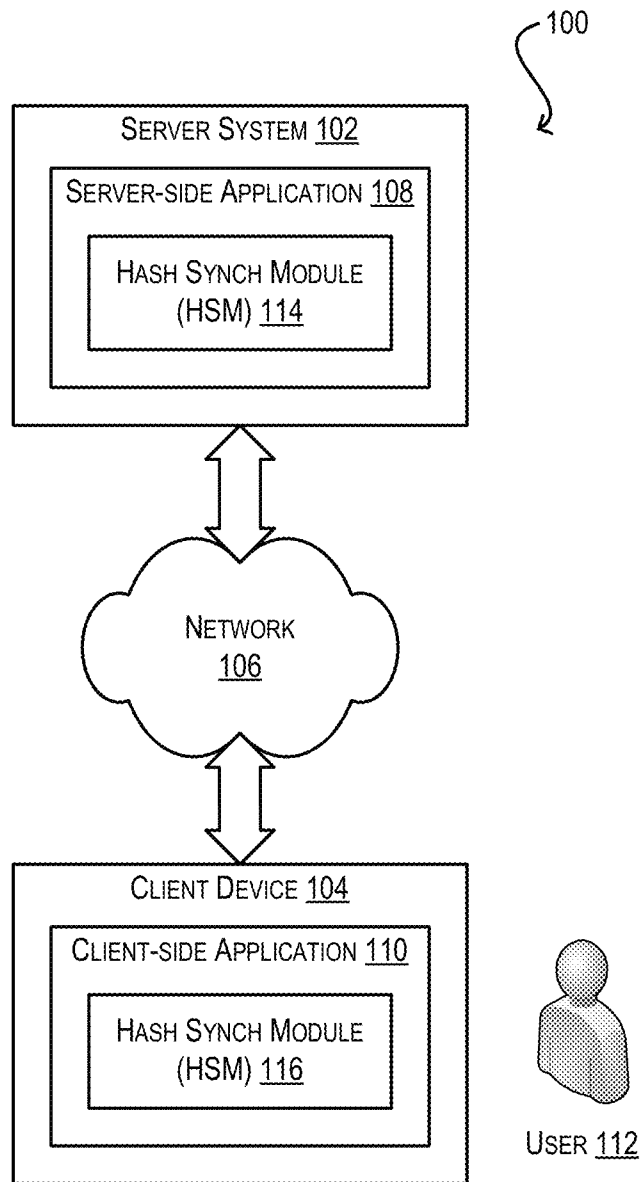 100
SERVER SYSTEM 102
SERVER-SIDE APPLICATION 108
HASH SYNCH MODULE
(HSM) 114
NETWORK
106
CLIENT DEVICE 104
CLIENT-SIDE APPLICATION 110
HASH SYNCH MODULE
(HSM) 116
USER 112